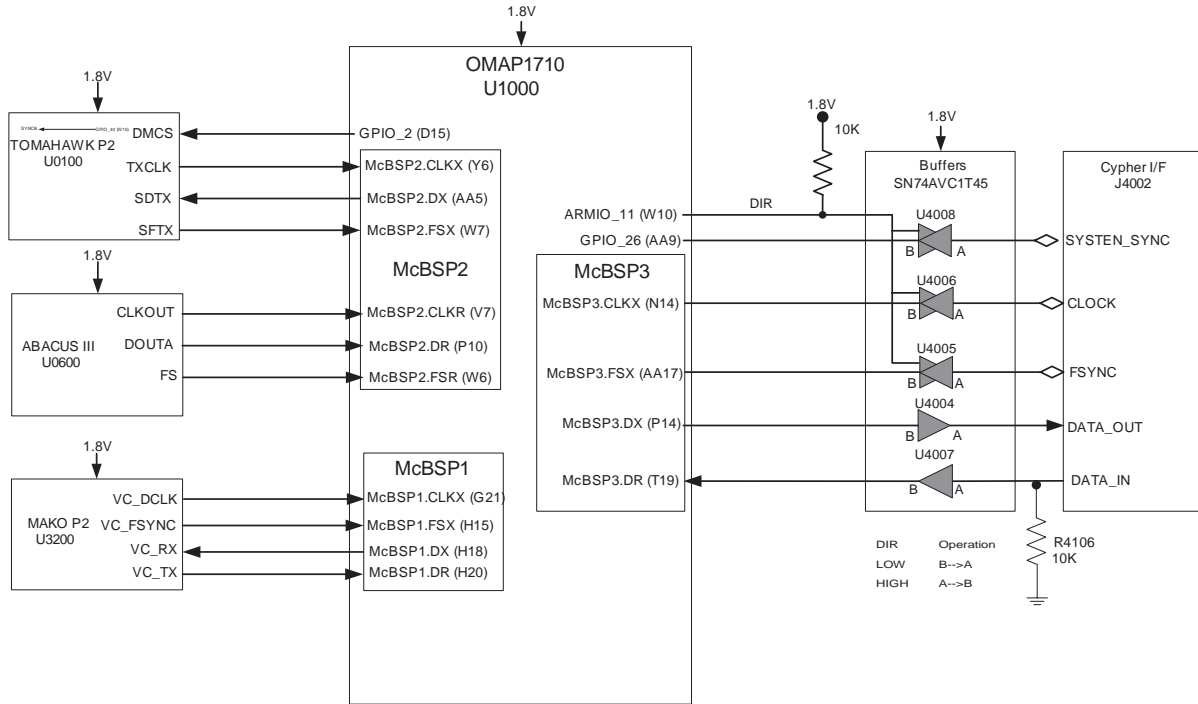 1.8V
OMAP1710
U1000
1.8V
SYNCB
GPIO_48 (W16)
DMCS
TOMAHAWK P2
U0100
TXCLK
SDTX
SFTX
GPIO_2 (D15)
McBSP2.CLKX (Y6)
McBSP2.DX (AA5)
McBSP2.FSX (W7)
McBSP2
McBSP2.CLKR (V7)
McBSP2.DR (P10)
McBSP2.FSR (W6)
1.8V
CLKOUT
ABACUS III
U0600
DOUTA
FS
1.8V
MAKO P2
U3200
VC_DCLK
VC_FSYNC
VC_RX
VC_TX
McBSP1
McBSP1.CLKX (G21)
McBSP1.FSX (H15)
McBSP1.DX (H18)
McBSP1.DR (H20)
ARMIO_11 (W10)
GPIO_26 (AA9)
McBSP3
McBSP3.CLKX (N14)
McBSP3.FSX (AA17)
McBSP3.DX (P14)
McBSP3.DR (T19)
DIR
1.8V
10K
1.8V
Buffers
SN74AVC1T45
U4008
B A
U4006
B A
U4005
B A
U4004
B A
U4007
B A
Cypher I/F
J4002
SYSTEN_SYNC
CLOCK
FSYNC
DATA_OUT
DATA_IN
R4106
10K
DIR Operation
LOW B-->A
HIGH A-->B